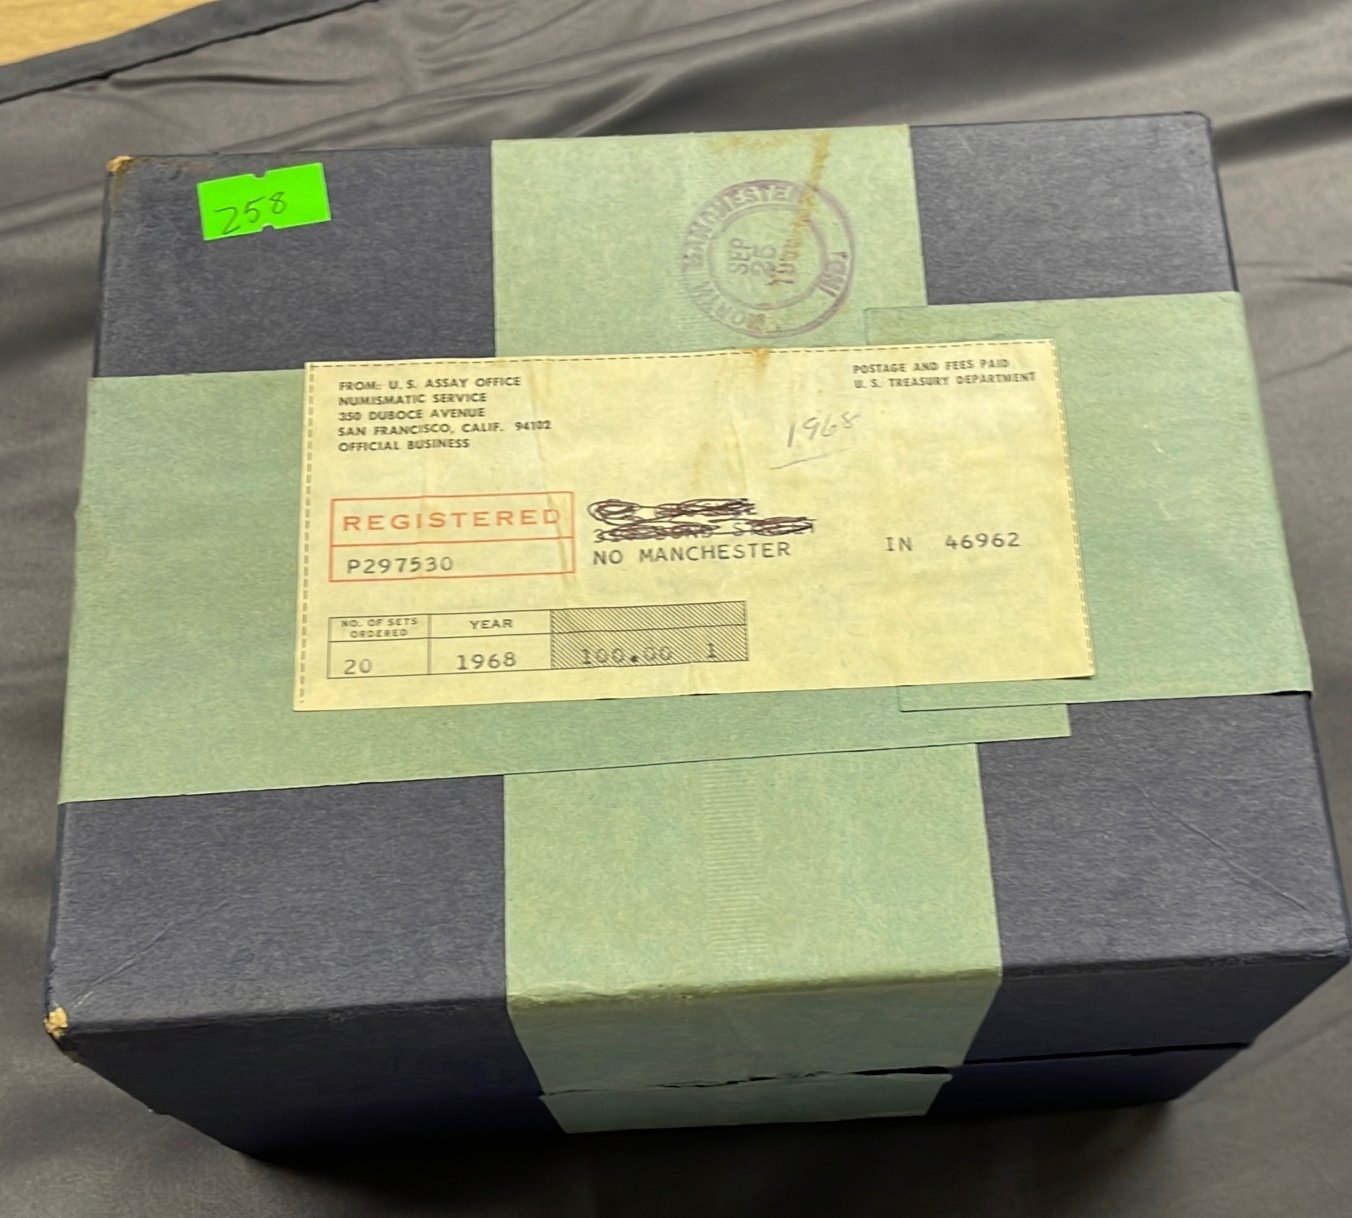 258
NORTH MANCHESTER
SEP
25
FROM: U. S. ASSAY OFFICE
NUMISMATIC SERVICE
350 DUBOCE AVENUE
SAN FRANCISCO, CALIF. 94102
OFFICIAL BUSINESS
POSTAGE AND FEES PAID
U. S. TREASURY DEPARTMENT
1968
REGISTERED
P297530
NO MANCHESTER IN 46962
NO. OF SETS ORDERED YEAR
20 1968 100.00 1